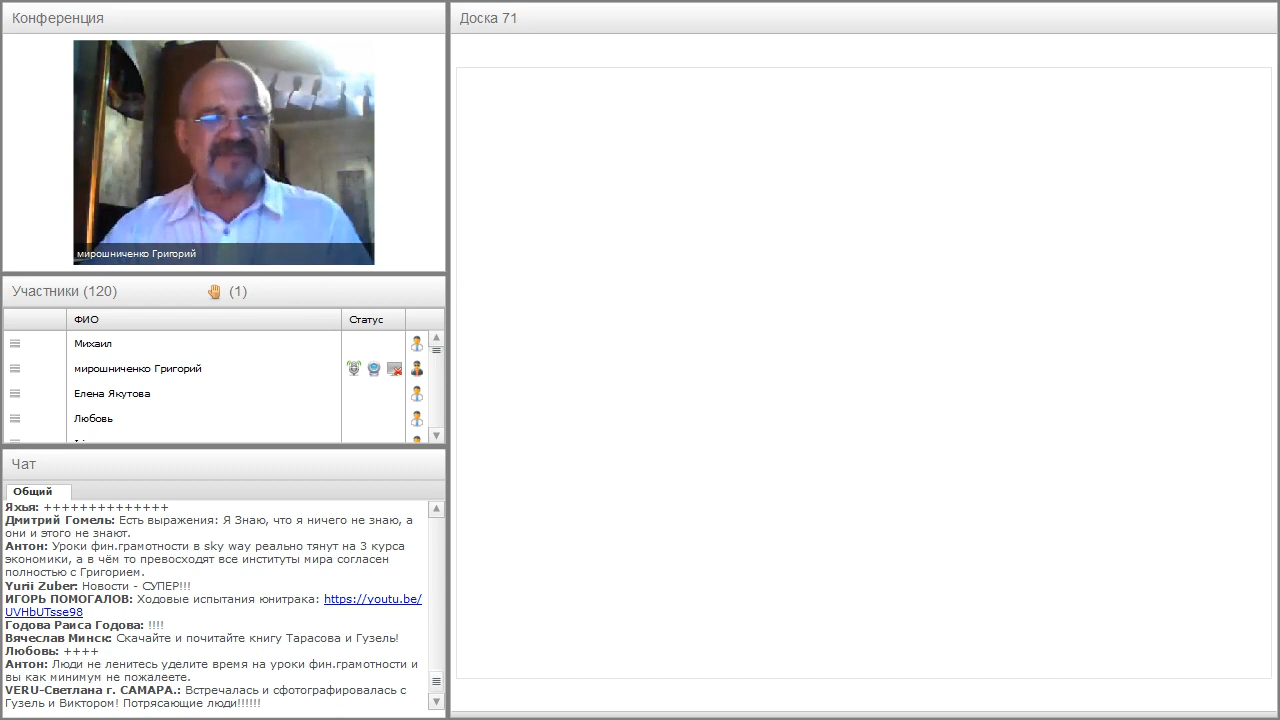 Конференция
Доска 71
мирошниченко Григорий
Участники (120)
(1)
ФИО
Статус
Михаил
мирошниченко Григорий
Елена Якутова
Любовь
Чат
Общий
Яхья: ++++++++++++++
Дмитрий Гомель: Есть выражения: Я Знаю, что я ничего не знаю, а
они и этого не знают.
Антон: Уроки фин.грамотности в sky way реально тянут на 3 курса
экономики, а в чём то превосходят все институты мира согласен
полностью с Григорием.
Yurii Zuber: Новости - СУПЕР!!!
ИГОРЬ ПОМОГАЛОВ: Ходовые испытания юнитрака: https://youtu.be/
UVHbUTsse98
Годова Раиса Годова: !!!!
Вячеслав Минск: Скачайте и почитайте книгу Тарасова и Гузель!
Любовь: ++++
Антон: Люди не ленитесь уделите время на уроки фин.грамотности и
вы как минимум не пожалеете.
VERU-Светлана г. САМАРА.: Встречалась и сфотографировалась с
Гузель и Виктором! Потрясающие люди!!!!!!